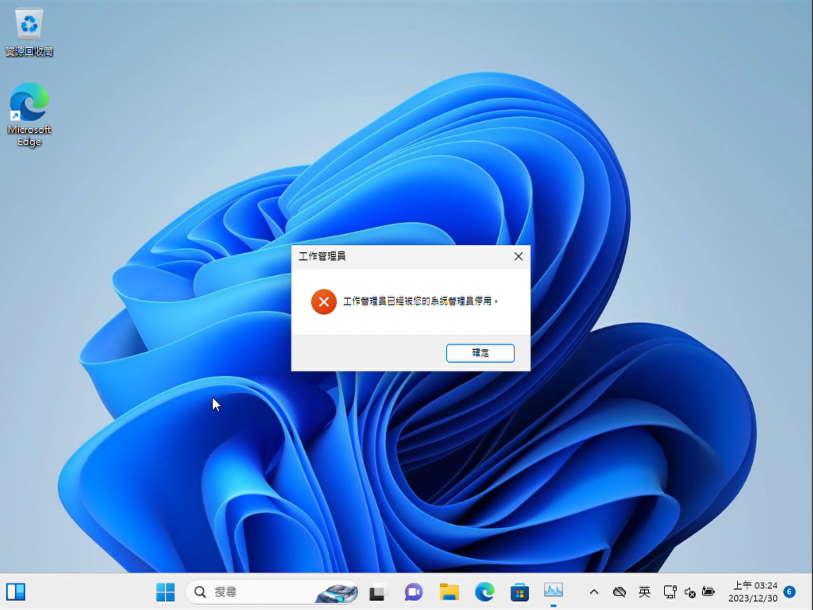 資源回收筒
Microsoft
Edge
工作管理員
工作管理員已經被您的系統管理員停用。
確定
搜尋
英
上午 03:24
2023/12/30
6